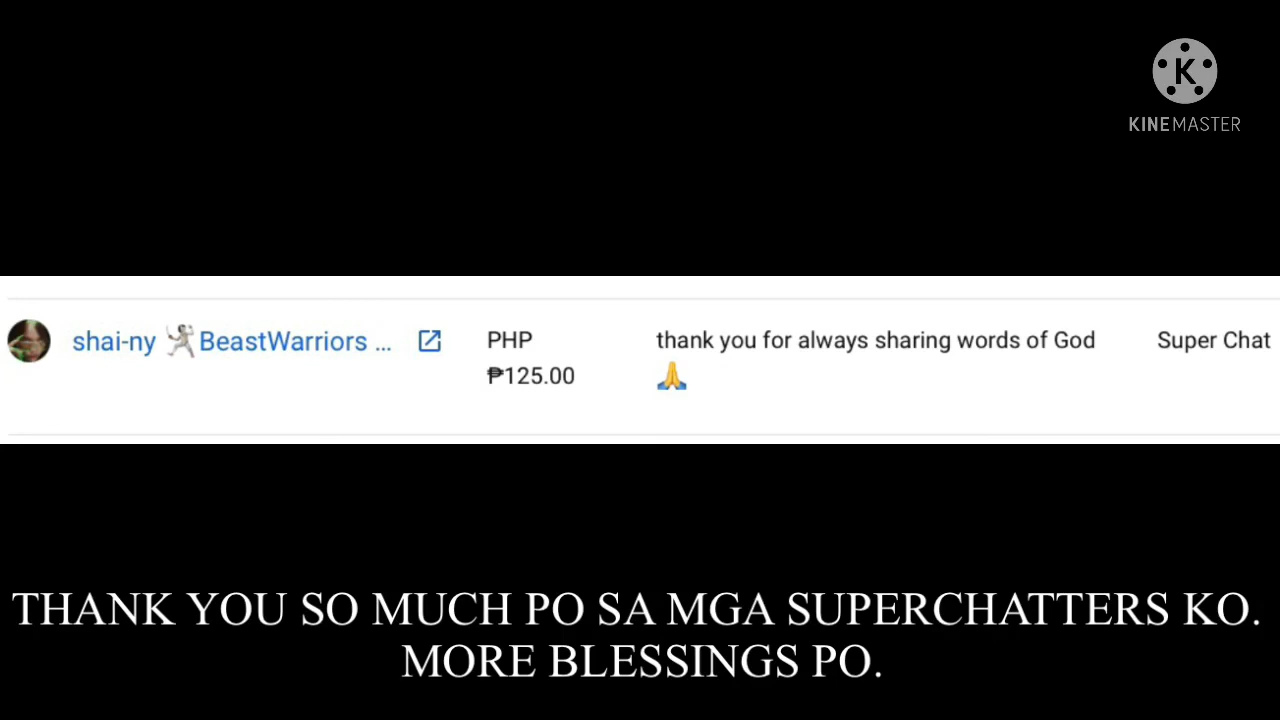 K
KINEMASTER
shai-ny 🤺BeastWarriors ... PHP thank you for always sharing words of God Super Chat
₱125.00 🙏
THANK YOU SO MUCH PO SA MGA SUPERCHATTERS KO.
MORE BLESSINGS PO.